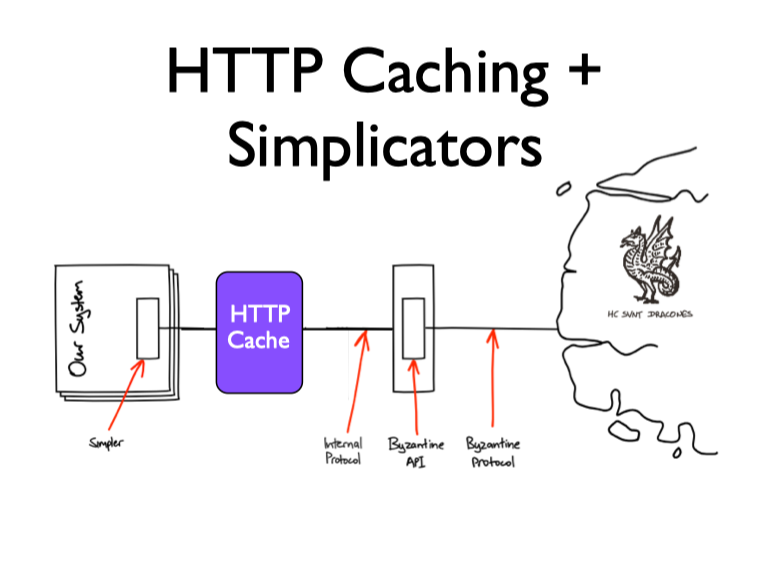 HTTP Caching +
Simplicators
HC SVNT DRACONES
Our System
HTTP
Cache
Simpler
Internal
Protocol
Byzantine
API
Byzantine
Protocol